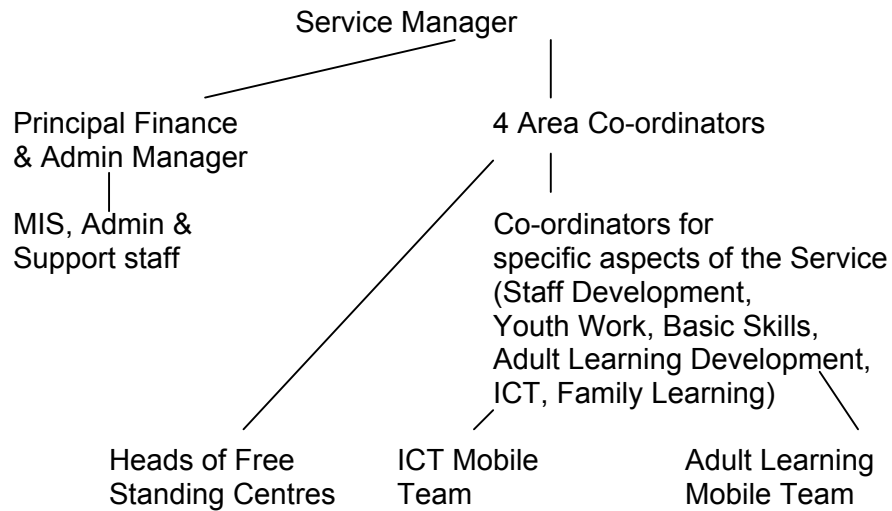 Service Manager
Principal Finance
& Admin Manager
4 Area Co-ordinators
MIS, Admin &
Support staff
Co-ordinators for
specific aspects of the Service
(Staff Development,
Youth Work, Basic Skills,
Adult Learning Development,
ICT, Family Learning)
Heads of Free
Standing Centres
ICT Mobile
Team
Adult Learning
Mobile Team